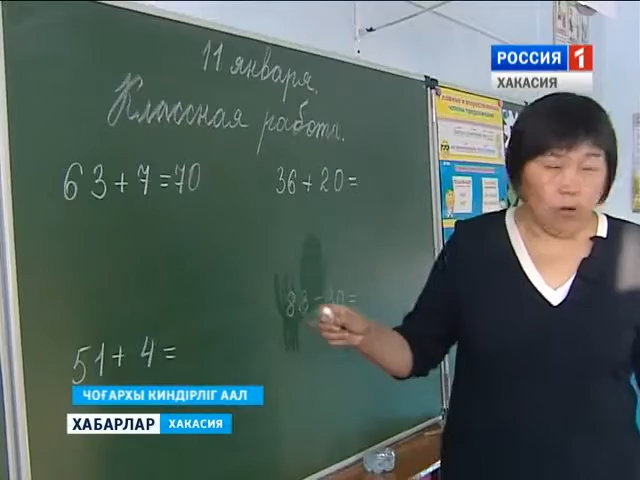 РОССИЯ 1
ХАКАСИЯ
11 января.
Классная работа.
63+7=70
36+20=
51+4=
ЧОҒАРХЫ КИНДІРЛІГ ААЛ
ХАБАРЛАР ХАКАСИЯ